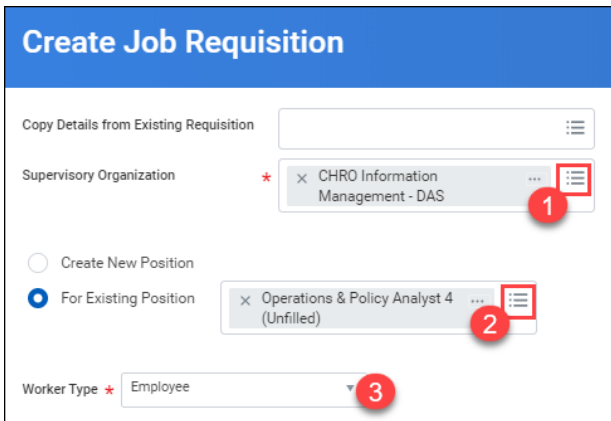 Create Job Requisition
Copy Details from Existing Requisition
Supervisory Organization * × CHRO Information ...
Management - DAS
1
Create New Position
For Existing Position × Operations & Policy Analyst 4 ...
(Unfilled)
2
Worker Type * Employee 3